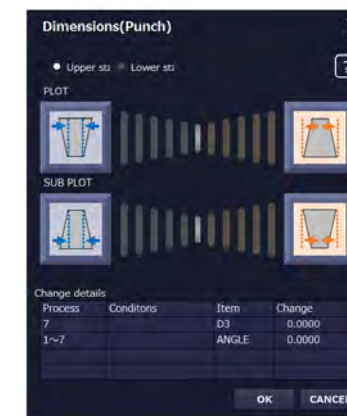 Dimensions(Punch)
?
Upper sta Lower sta
PLOT
SUB PLOT
Change details
Process Conditons Item Change
7 D3 0.0000
1~7 ANGLE 0.0000
OK CANCEL